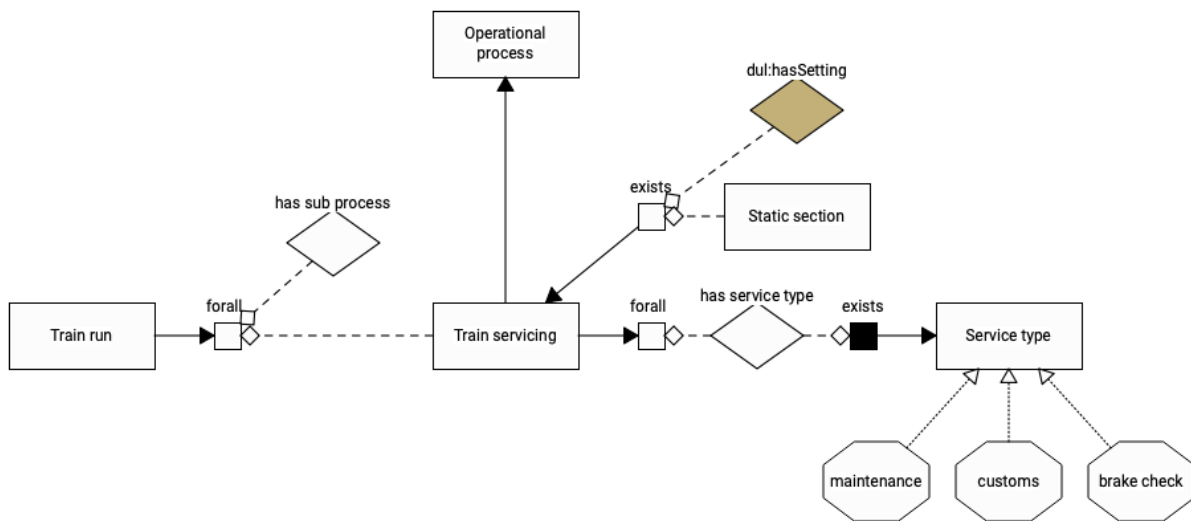 Operational
process
dul:hasSetting
exists
Static section
has sub process
forall
Train run
Train servicing
forall
has service type
exists
Service type
maintenance
customs
brake check